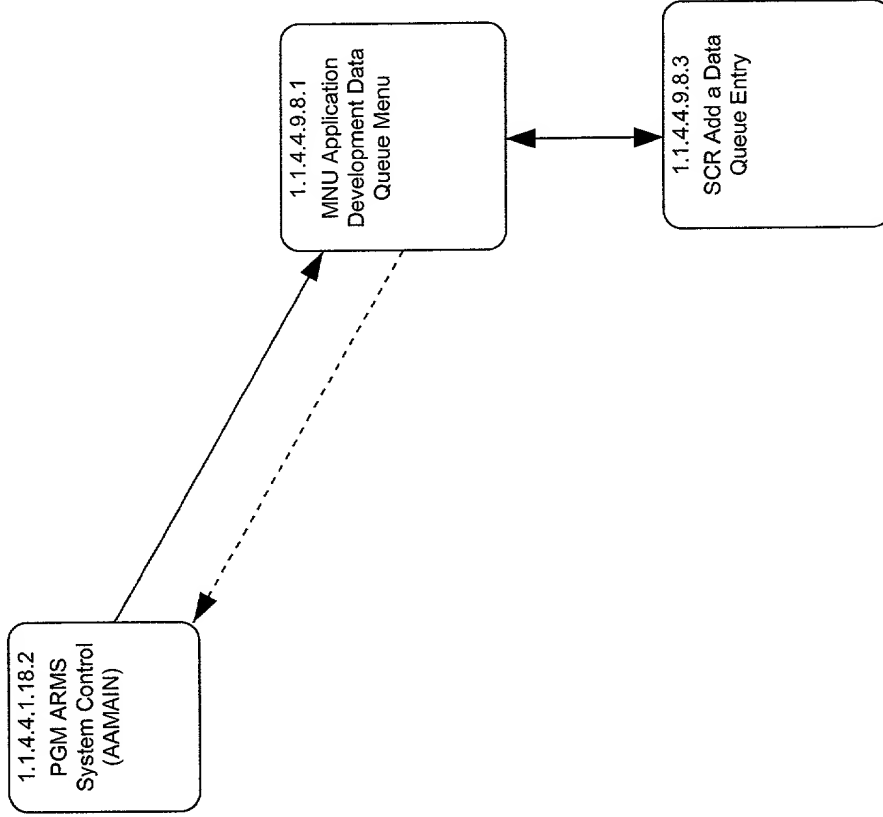 1.1.4.4.1.18.2
PGM ARMS
System Control
(AAMAIN)
1.1.4.4.9.8.1
MNU Application
Development Data
Queue Menu
1.1.4.4.9.8.3
SCR Add a Data
Queue Entry